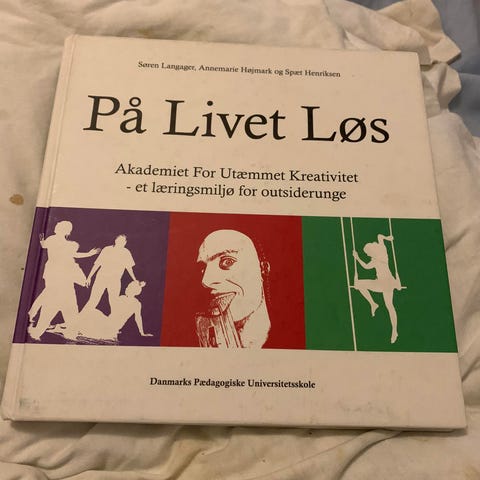 Søren Langager, Annemarie Højmark og Spæt Henriksen
På Livet Løs
Akademiet For Utæmmet Kreativitet
- et læringsmiljø for outsiderunge
Danmarks Pædagogiske Universitetsskole